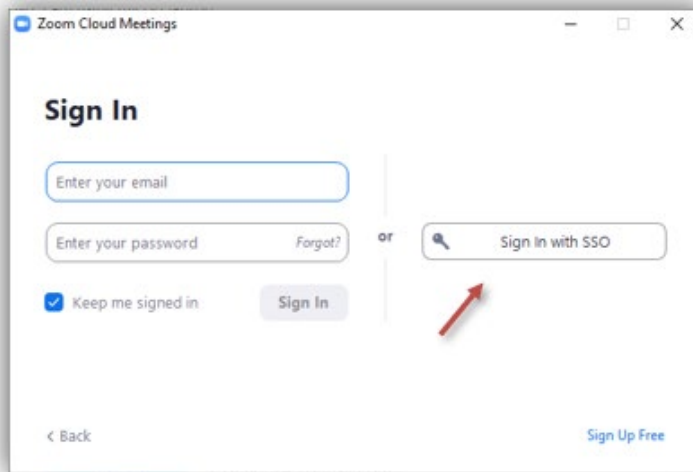 Zoom Cloud Meetings
Sign In
Enter your email
Enter your password Forgot?
or
Sign In with SSO
Keep me signed in
Sign In
< Back
Sign Up Free